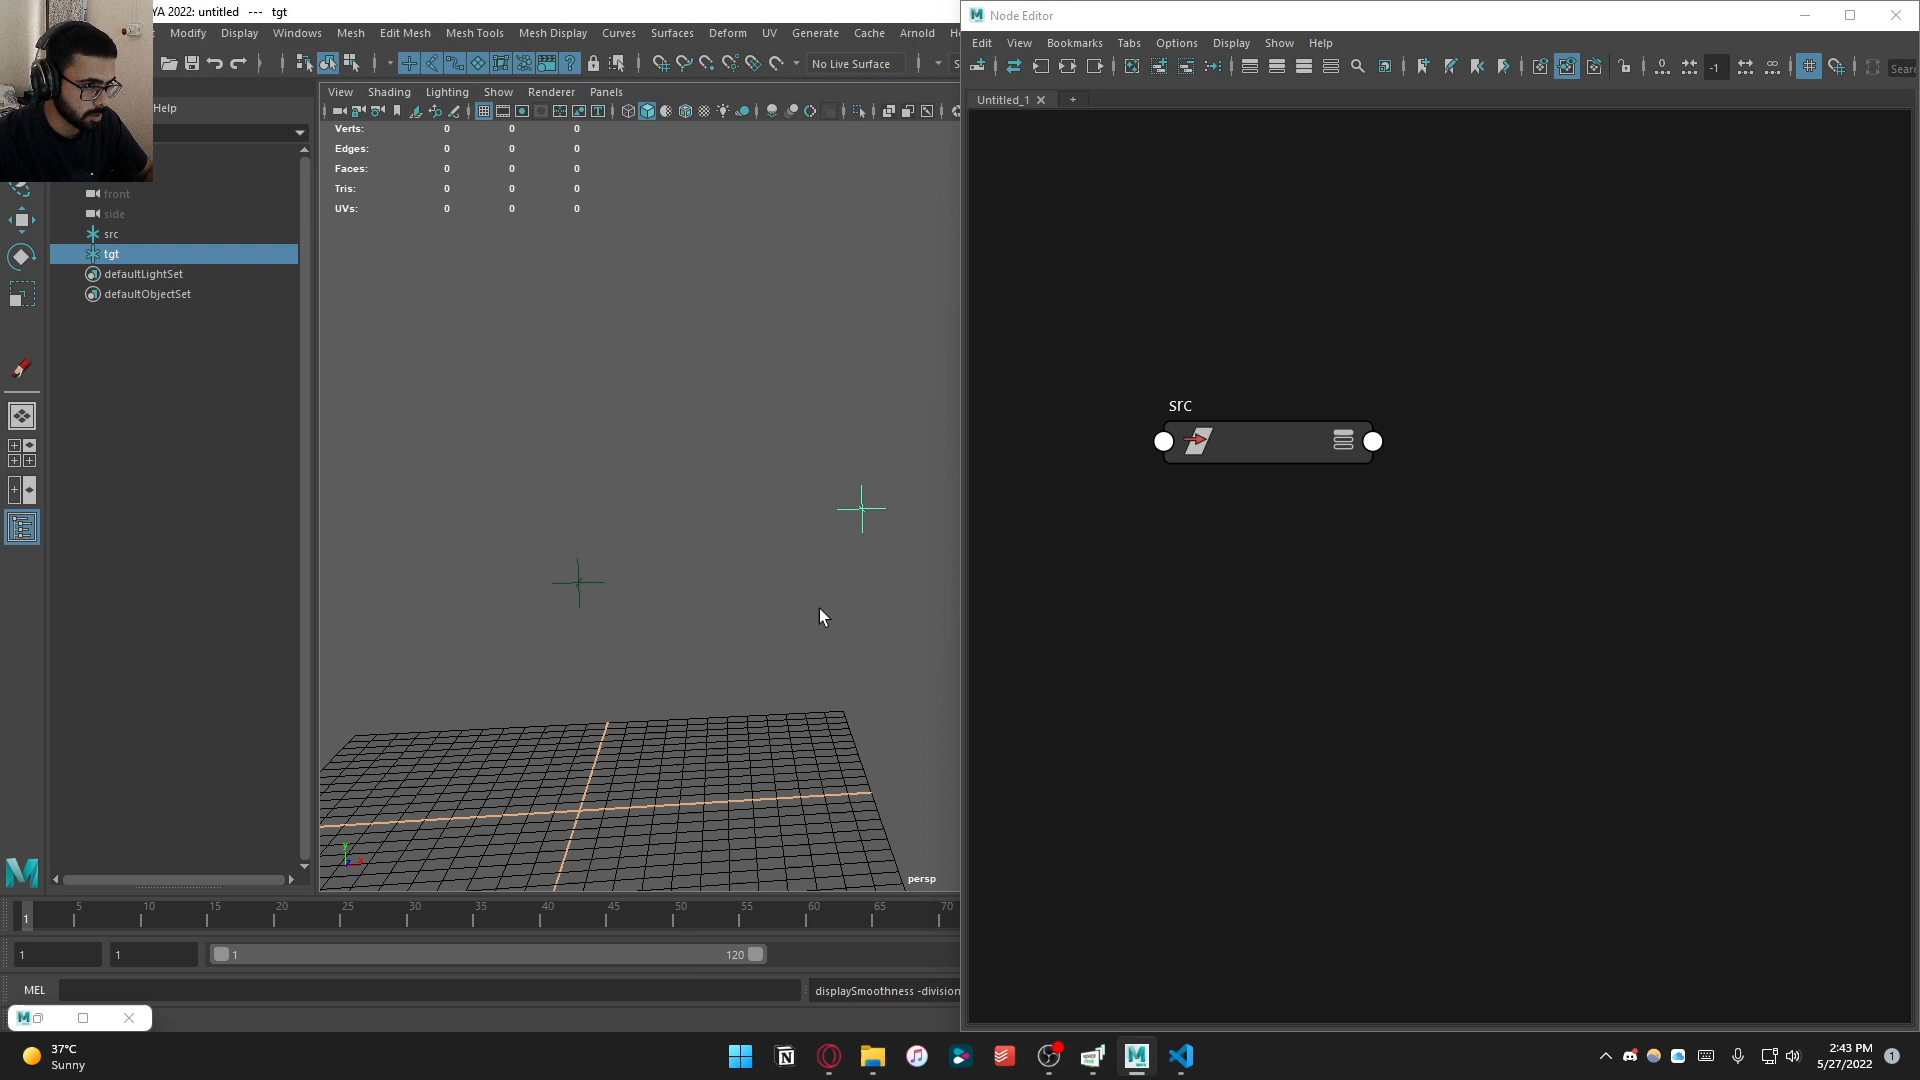 YA 2022: untitled --- tgt
Modify Display Windows Mesh Edit Mesh Mesh Tools Mesh Display Curves Surfaces Deform UV Generate Cache Arnold
No Live Surface
Help
View Shading Lighting Show Renderer Panels
Verts: 0 0 0
Edges: 0 0 0
Faces: 0 0 0
Tris: 0 0 0
UVs: 0 0 0
front
side
src
tgt
defaultLightSet
defaultObjectSet
persp
y
x
Node Editor
Edit View Bookmarks Tabs Options Display Show Help
-1
Sear
Untitled_1
+
src
1 5 10 15 20 25 30 35 40 45 50 55 60 65 70
1 1 1 120
MEL
displaySmoothness -division
37°C
Sunny
2:43 PM
5/27/2022
1